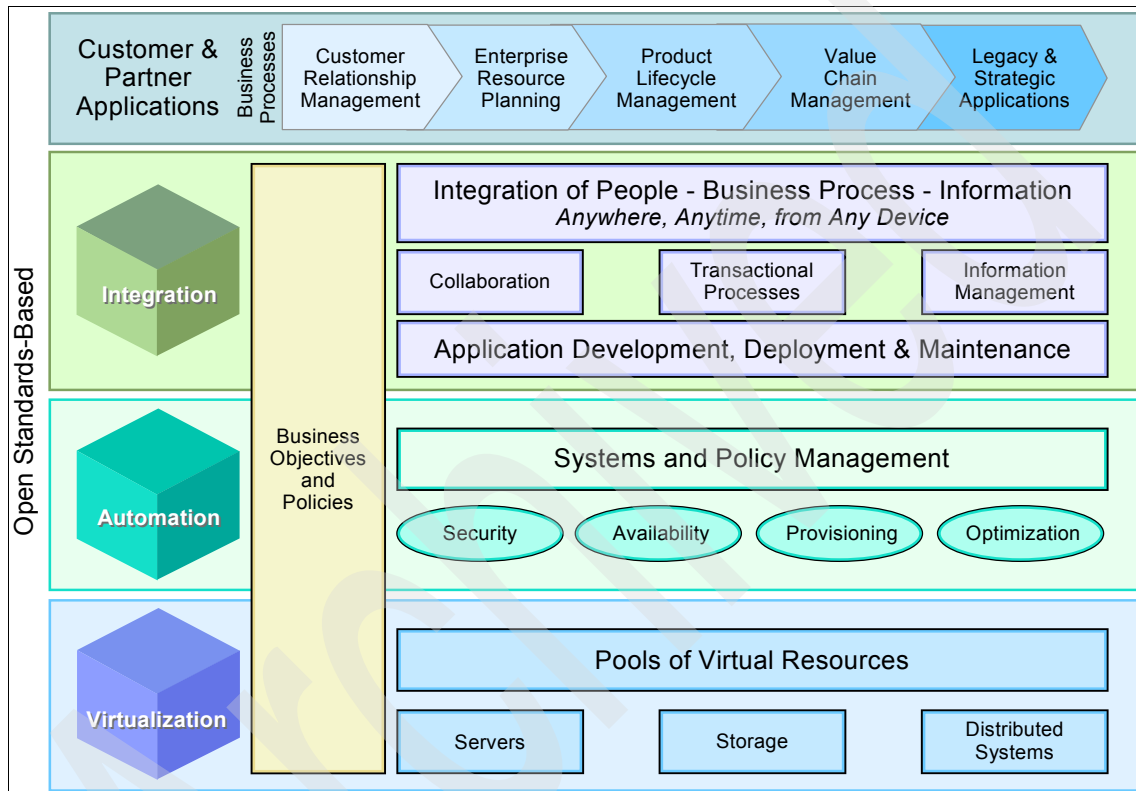 Customer &
Partner
Applications
Business
Processes
Customer
Relationship
Management
Enterprise
Resource
Planning
Product
Lifecycle
Management
Value
Chain
Management
Legacy &
Strategic
Applications
Open Standards-Based
Integration
Business
Objectives
and
Policies
Integration of People - Business Process - Information
Anywhere, Anytime, from Any Device
Collaboration
Transactional
Processes
Information
Management
Application Development, Deployment & Maintenance
Automation
Systems and Policy Management
Security
Availability
Provisioning
Optimization
Virtualization
Pools of Virtual Resources
Servers
Storage
Distributed
Systems